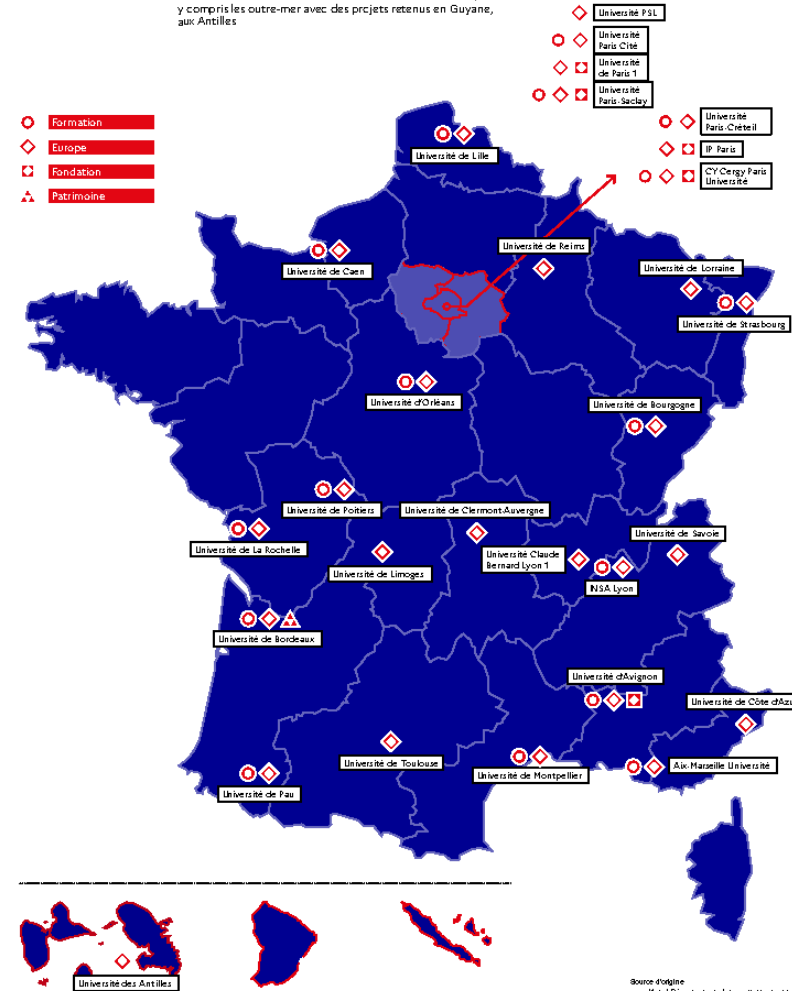 y compris les outre-mer avec des projets retenus en Guyane,
aux Antilles
Université PSL
Université
Paris Cité
Université
de Paris 1
Université
Paris-Saclay
Université
Paris-Créteil
IP Paris
CY Cergy Paris
Université
Formation
Europe
Fondation
Patrimoine
Université de Lille
Université de Reims
Université de Caen
Université de Lorraine
Université de Strasbourg
Université d'Orléans
Université de Bourgogne
Université de Poitiers
Université de Clermont-Auvergne
Université de La Rochelle
Université de Limoges
Université Claude
Bernard Lyon 1
Université de Savoie
INSA Lyon
Université de Bordeaux
Université d'Avignon
Université de Côte d'Azu
Université de Toulouse
Université de Montpellier
Aix-Marseille Université
Université de Pau
Université des Antilles
Source d'origine